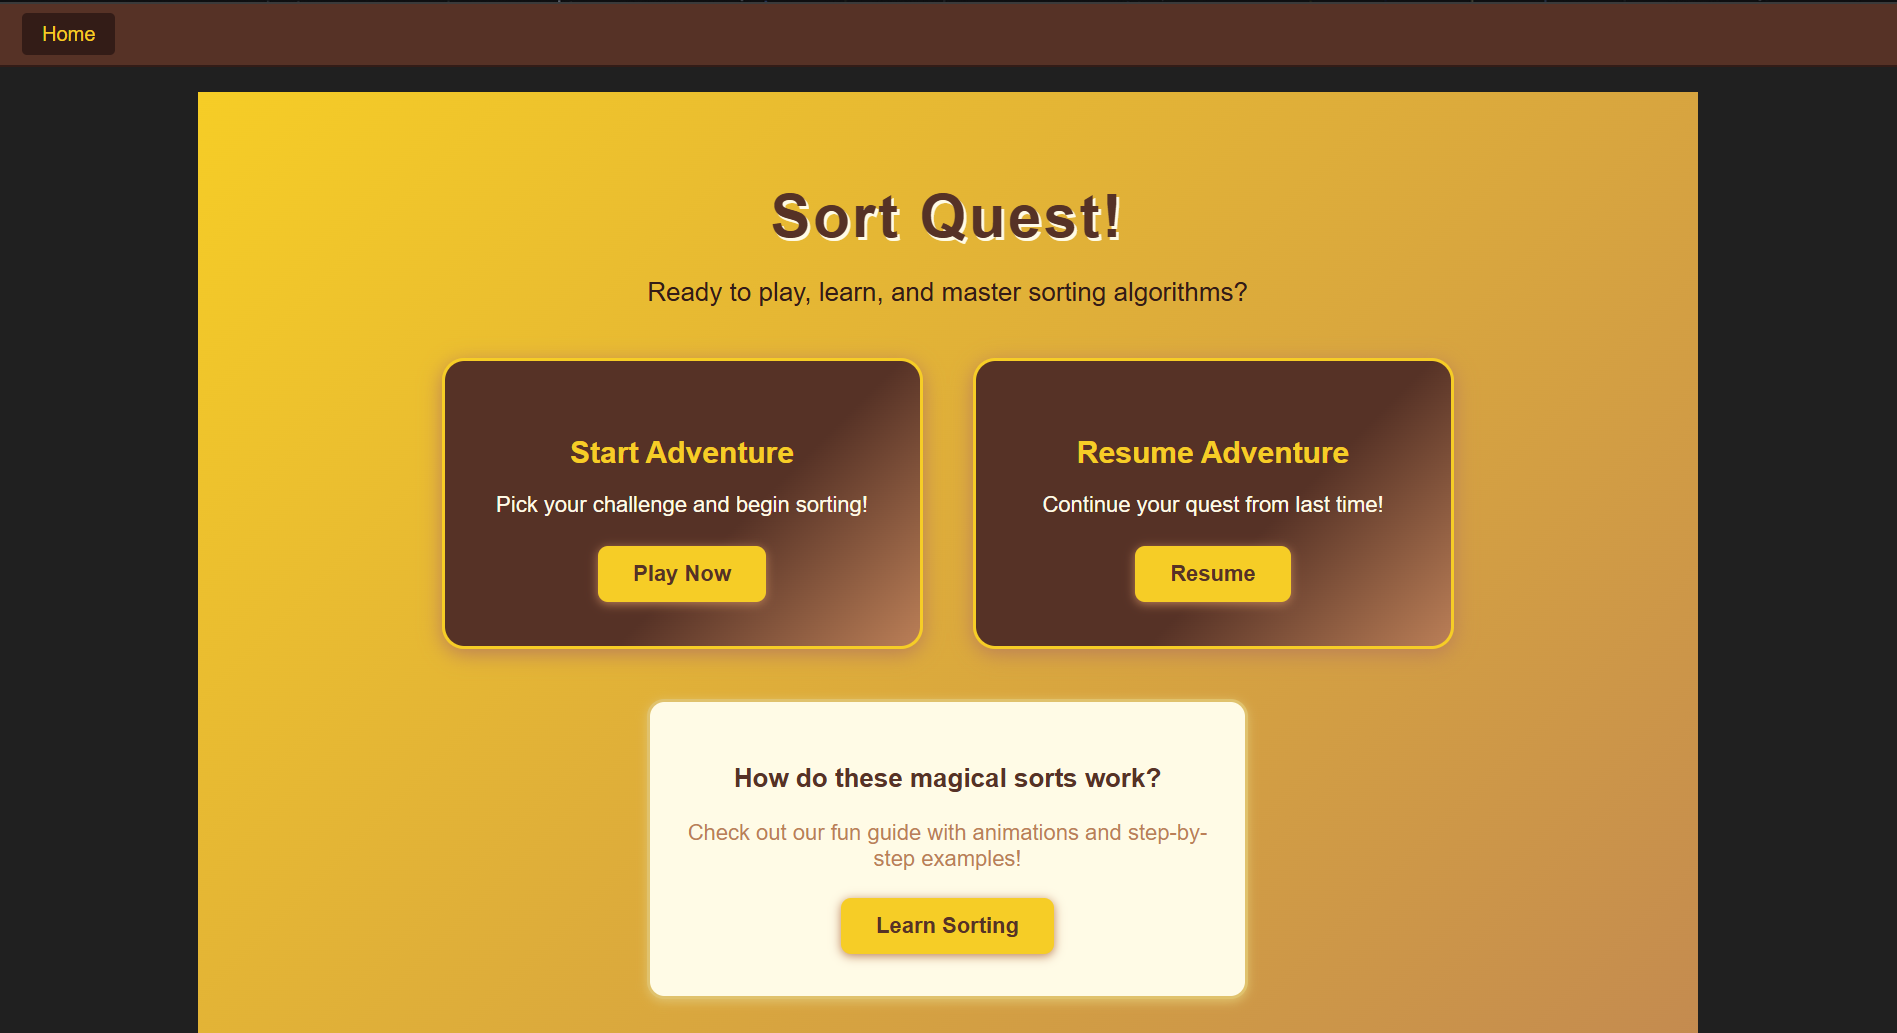 Home
Sort Quest!
Ready to play, learn, and master sorting algorithms?
Start Adventure
Pick your challenge and begin sorting!
Play Now
Resume Adventure
Continue your quest from last time!
Resume
How do these magical sorts work?
Check out our fun guide with animations and step-by-
step examples!
Learn Sorting